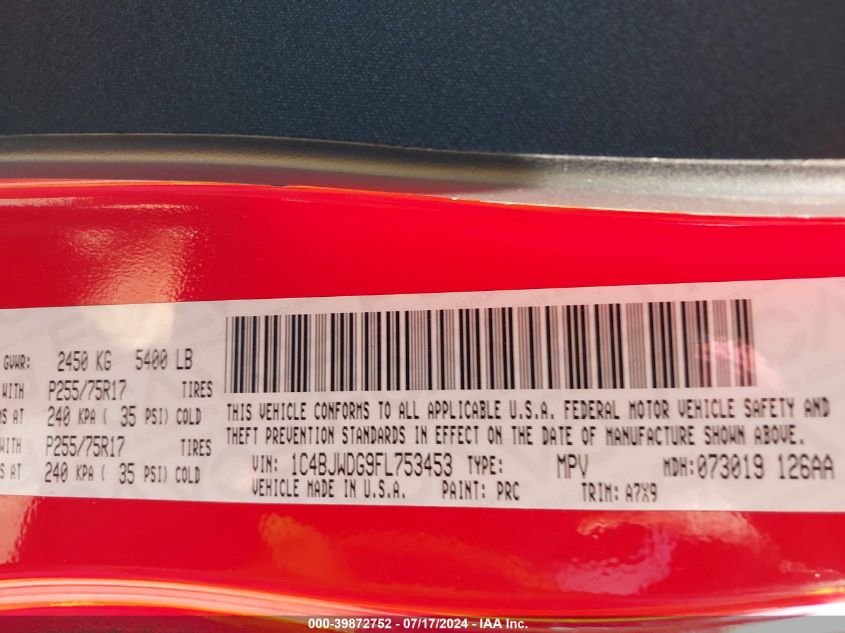 GVWR: 2450 KG 5400 LB
WITH P255/75R17 TIRES
MS AT 240 KPA ( 35 PSI) COLD
WITH P255/75R17 TIRES
MS AT 240 KPA ( 35 PSI) COLD
THIS VEHICLE CONFORMS TO ALL APPLICABLE U.S.A. FEDERAL MOTOR VEHICLE SAFETY AND
THEFT PREVENTION STANDARDS IN EFFECT ON THE DATE OF MANUFACTURE SHOWN ABOVE.
VIN: 1C4BJWDG9FL753453 TYPE: MPV MDH: 073019 126AA
VEHICLE MADE IN U.S.A. PAINT: PRC TRIM: A7X9
000-39872752 - 07/17/2024 - IAA Inc.